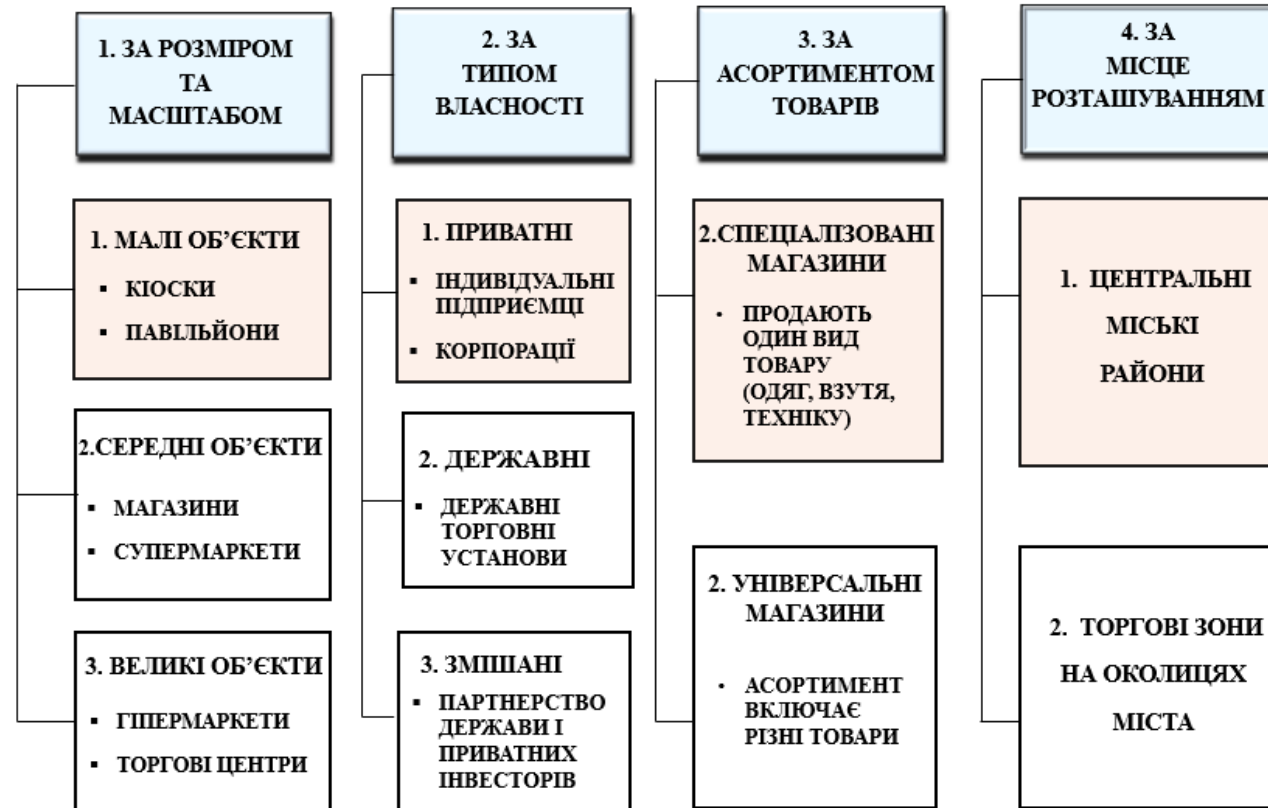 1. ЗА РОЗМІРОМ
ТА
МАСШТАБОМ
1. МАЛІ ОБ’ЄКТИ
▪ КІОСКИ
▪ ПАВІЛЬЙОНИ
2.СЕРЕДНІ ОБ’ЄКТИ
▪ МАГАЗИНИ
▪ СУПЕРМАРКЕТИ
3. ВЕЛИКІ ОБ’ЄКТИ
▪ ГІПЕРМАРКЕТИ
▪ ТОРГОВІ ЦЕНТРИ
2. ЗА
ТИПОМ
ВЛАСНОСТІ
1. ПРИВАТНІ
▪ ІНДИВІДУАЛЬНІ
ПІДПРИЄМЦІ
▪ КОРПОРАЦІЇ
2. ДЕРЖАВНІ
▪ ДЕРЖАВНІ
ТОРГОВНІ
УСТАНОВИ
3. ЗМІШАНІ
▪ ПАРТНЕРСТВО
ДЕРЖАВИ І
ПРИВАТНИХ
ІНВЕСТОРІВ
3. ЗА
АСОРТИМЕНТОМ
ТОВАРІВ
2.СПЕЦІАЛІЗОВАНІ
МАГАЗИНИ
• ПРОДАЮТЬ
ОДИН ВИД
ТОВАРУ
(ОДЯГ, ВЗУТЯ,
ТЕХНІКУ)
2. УНІВЕРСАЛЬНІ
МАГАЗИНИ
• АСОРТИМЕНТ
ВКЛЮЧАЄ
РІЗНІ ТОВАРИ
4. ЗА
МІСЦЕ
РОЗТАШУВАННЯМ
1. ЦЕНТРАЛЬНІ
МІСЬКІ
РАЙОНИ
2. ТОРГОВІ ЗОНИ
НА ОКОЛИЦЯХ
МІСТА